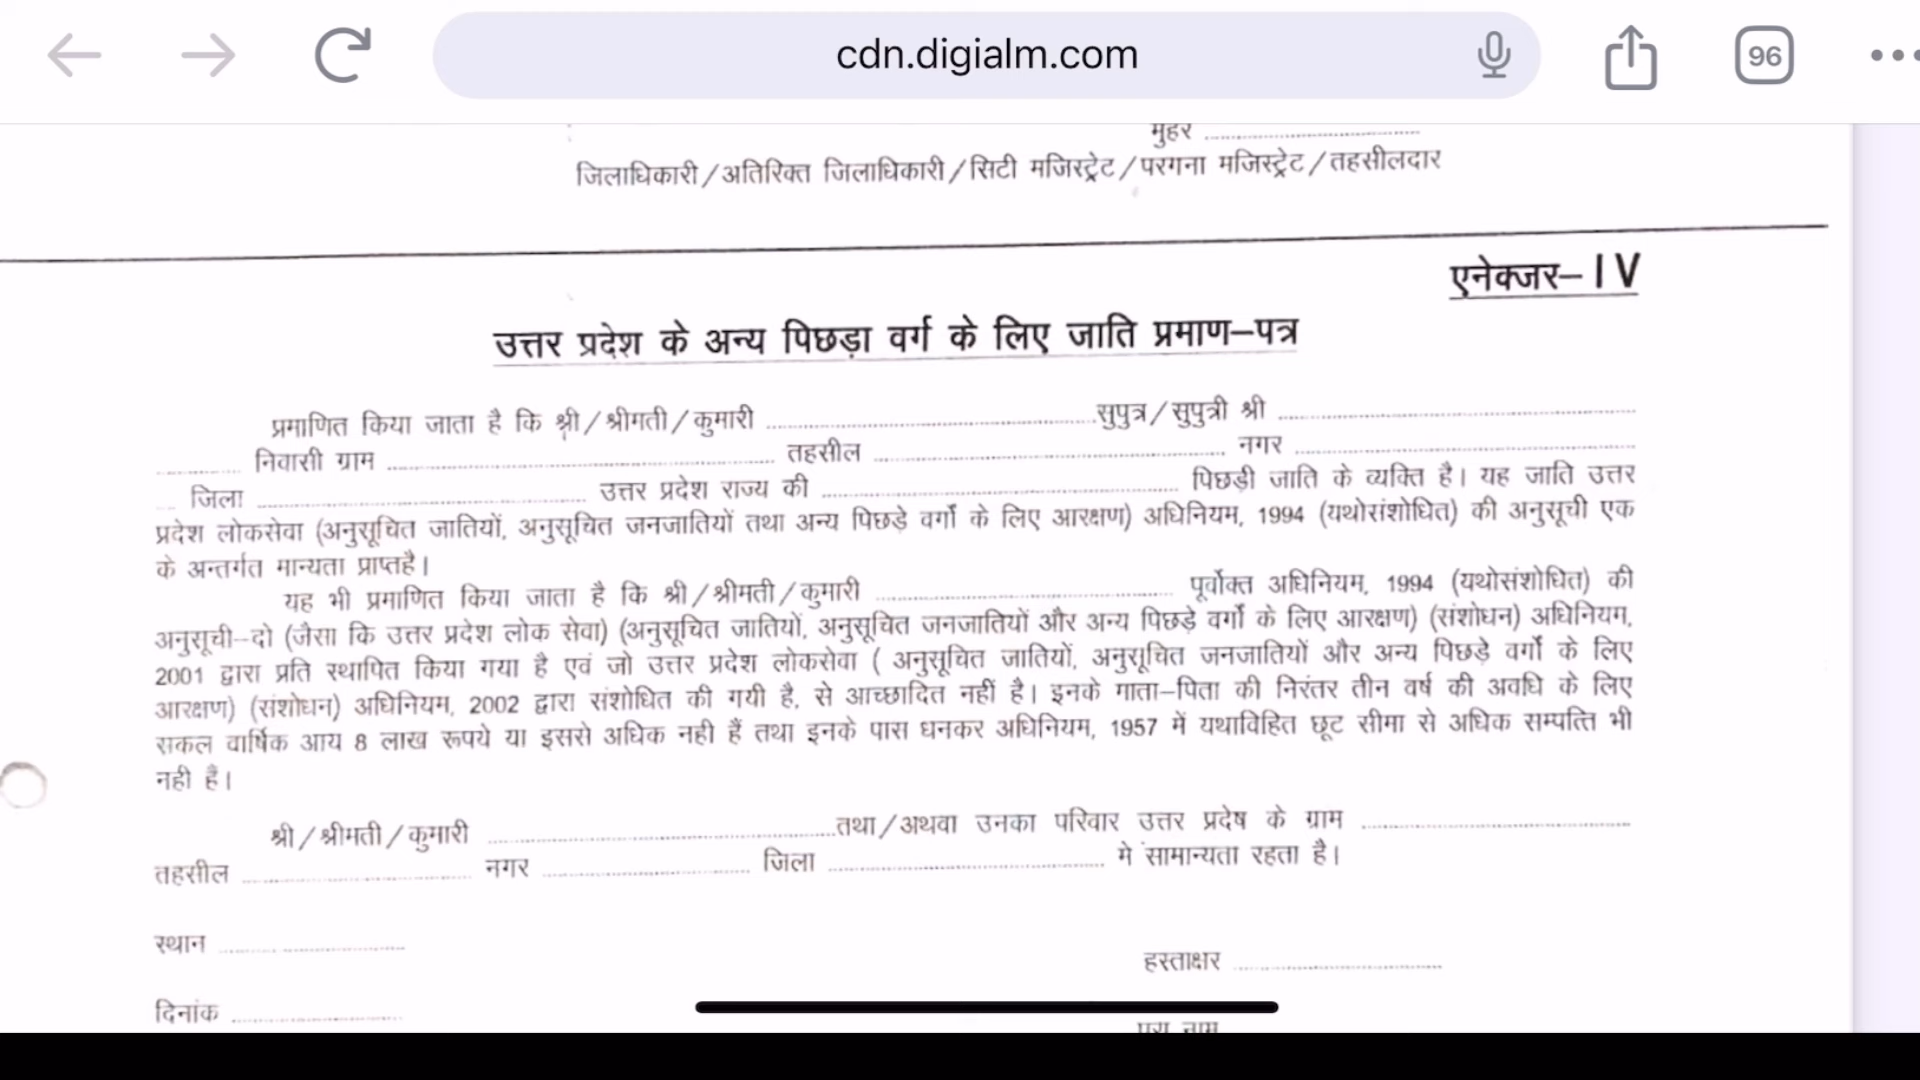 cdn.digialm.com
96
मुहर
जिलाधिकारी/अतिरिक्त जिलाधिकारी/सिटी मजिस्ट्रेट/परगना मजिस्ट्रेट/तहसीलदार
एनेक्जर–IV
उत्तर प्रदेश के अन्य पिछड़ा वर्ग के लिए जाति प्रमाण–पत्र
प्रमाणित किया जाता है कि श्री/श्रीमती/कुमारी ........ सुपुत्र/सुपुत्री श्री ........
........ निवासी ग्राम ........ तहसील ........ नगर ........
... जिला ........ उत्तर प्रदेश राज्य की ........ पिछड़ी जाति के व्यक्ति है। यह जाति उत्तर
प्रदेश लोकसेवा (अनुसूचित जातियों, अनुसूचित जनजातियों तथा अन्य पिछड़े वर्गों के लिए आरक्षण) अधिनियम, 1994 (यथोसंशोधित) की अनुसूची एक
के अन्तर्गत मान्यता प्राप्तहै।
यह भी प्रमाणित किया जाता है कि श्री/श्रीमती/कुमारी ........ पूर्वोक्त अधिनियम, 1994 (यथोसंशोधित) की
अनुसूची–दो (जैसा कि उत्तर प्रदेश लोक सेवा) (अनुसूचित जातियों, अनुसूचित जनजातियों और अन्य पिछड़े वर्गों के लिए आरक्षण) (संशोधन) अधिनियम,
2001 द्वारा प्रति स्थापित किया गया है एवं जो उत्तर प्रदेश लोकसेवा ( अनुसूचित जातियों, अनुसूचित जनजातियों और अन्य पिछड़े वर्गों के लिए
आरक्षण) (संशोधन) अधिनियम, 2002 द्वारा संशोधित की गयी है, से आच्छादित नहीं है। इनके गाता–पिता की निरंतर तीन वर्ष की अवधि के लिए
सकल वार्षिक आय 8 लाख रूपये या इससे अधिक नही हैं तथा इनके पास धनकर अधिनियम, 1957 में यथाविहित छूट सीमा से अधिक सम्पत्ति भी
नही हैं।
श्री/श्रीमती/कुमारी ........ तथा/अथवा उनका परिवार उत्तर प्रदेष के ग्राम ........
तहसील ........ नगर ........ जिला ........ मे सामान्यता रहता है।
स्थान ........
हस्ताक्षर ........
दिनांक ........
पूरा नाम